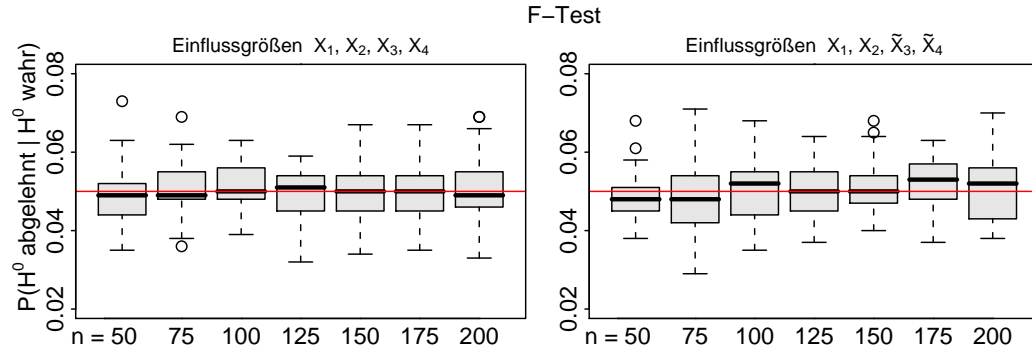 F−Test
Einflussgrößen X₁, X₂, X₃, X₄
Einflussgrößen X₁, X₂, X̃₃, X̃₄
P(H⁰ abgelehnt | H⁰ wahr)
0.02 0.04 0.06 0.08
0.02 0.04 0.06 0.08
n = 50 75 100 125 150 175 200
n = 50 75 100 125 150 175 200